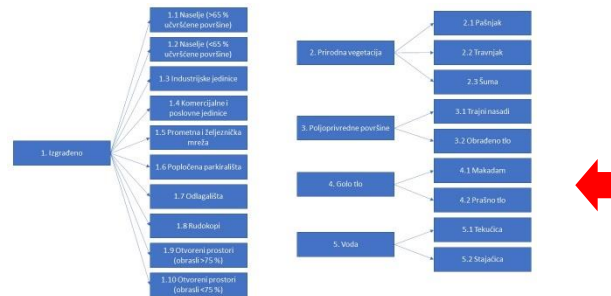 1. Izgrađeno
1.1 Naselje (>65 %
učvršćene površine)
1.2 Naselje (<65 %
učvršćene površine)
1.3 Industrijske jedinice
1.4 Komercijalne i
poslovne jedinice
1.5 Prometna i željeznička
mreža
1.6 Popločena parkirališta
1.7 Odlagališta
1.8 Rudokopi
1.9 Otvoreni prostori
(obrasli >75 %)
1.10 Otvoreni prostori
(obrasli <75 %)
2. Prirodna vegetacija
2.1 Pašnjak
2.2 Travnjak
2.3 Šuma
3. Poljoprivredne površine
3.1 Trajni nasadi
3.2 Obrađeno tlo
4. Golo tlo
4.1 Makadam
4.2 Prašno tlo
5. Voda
5.1 Tekućica
5.2 Stajaćica